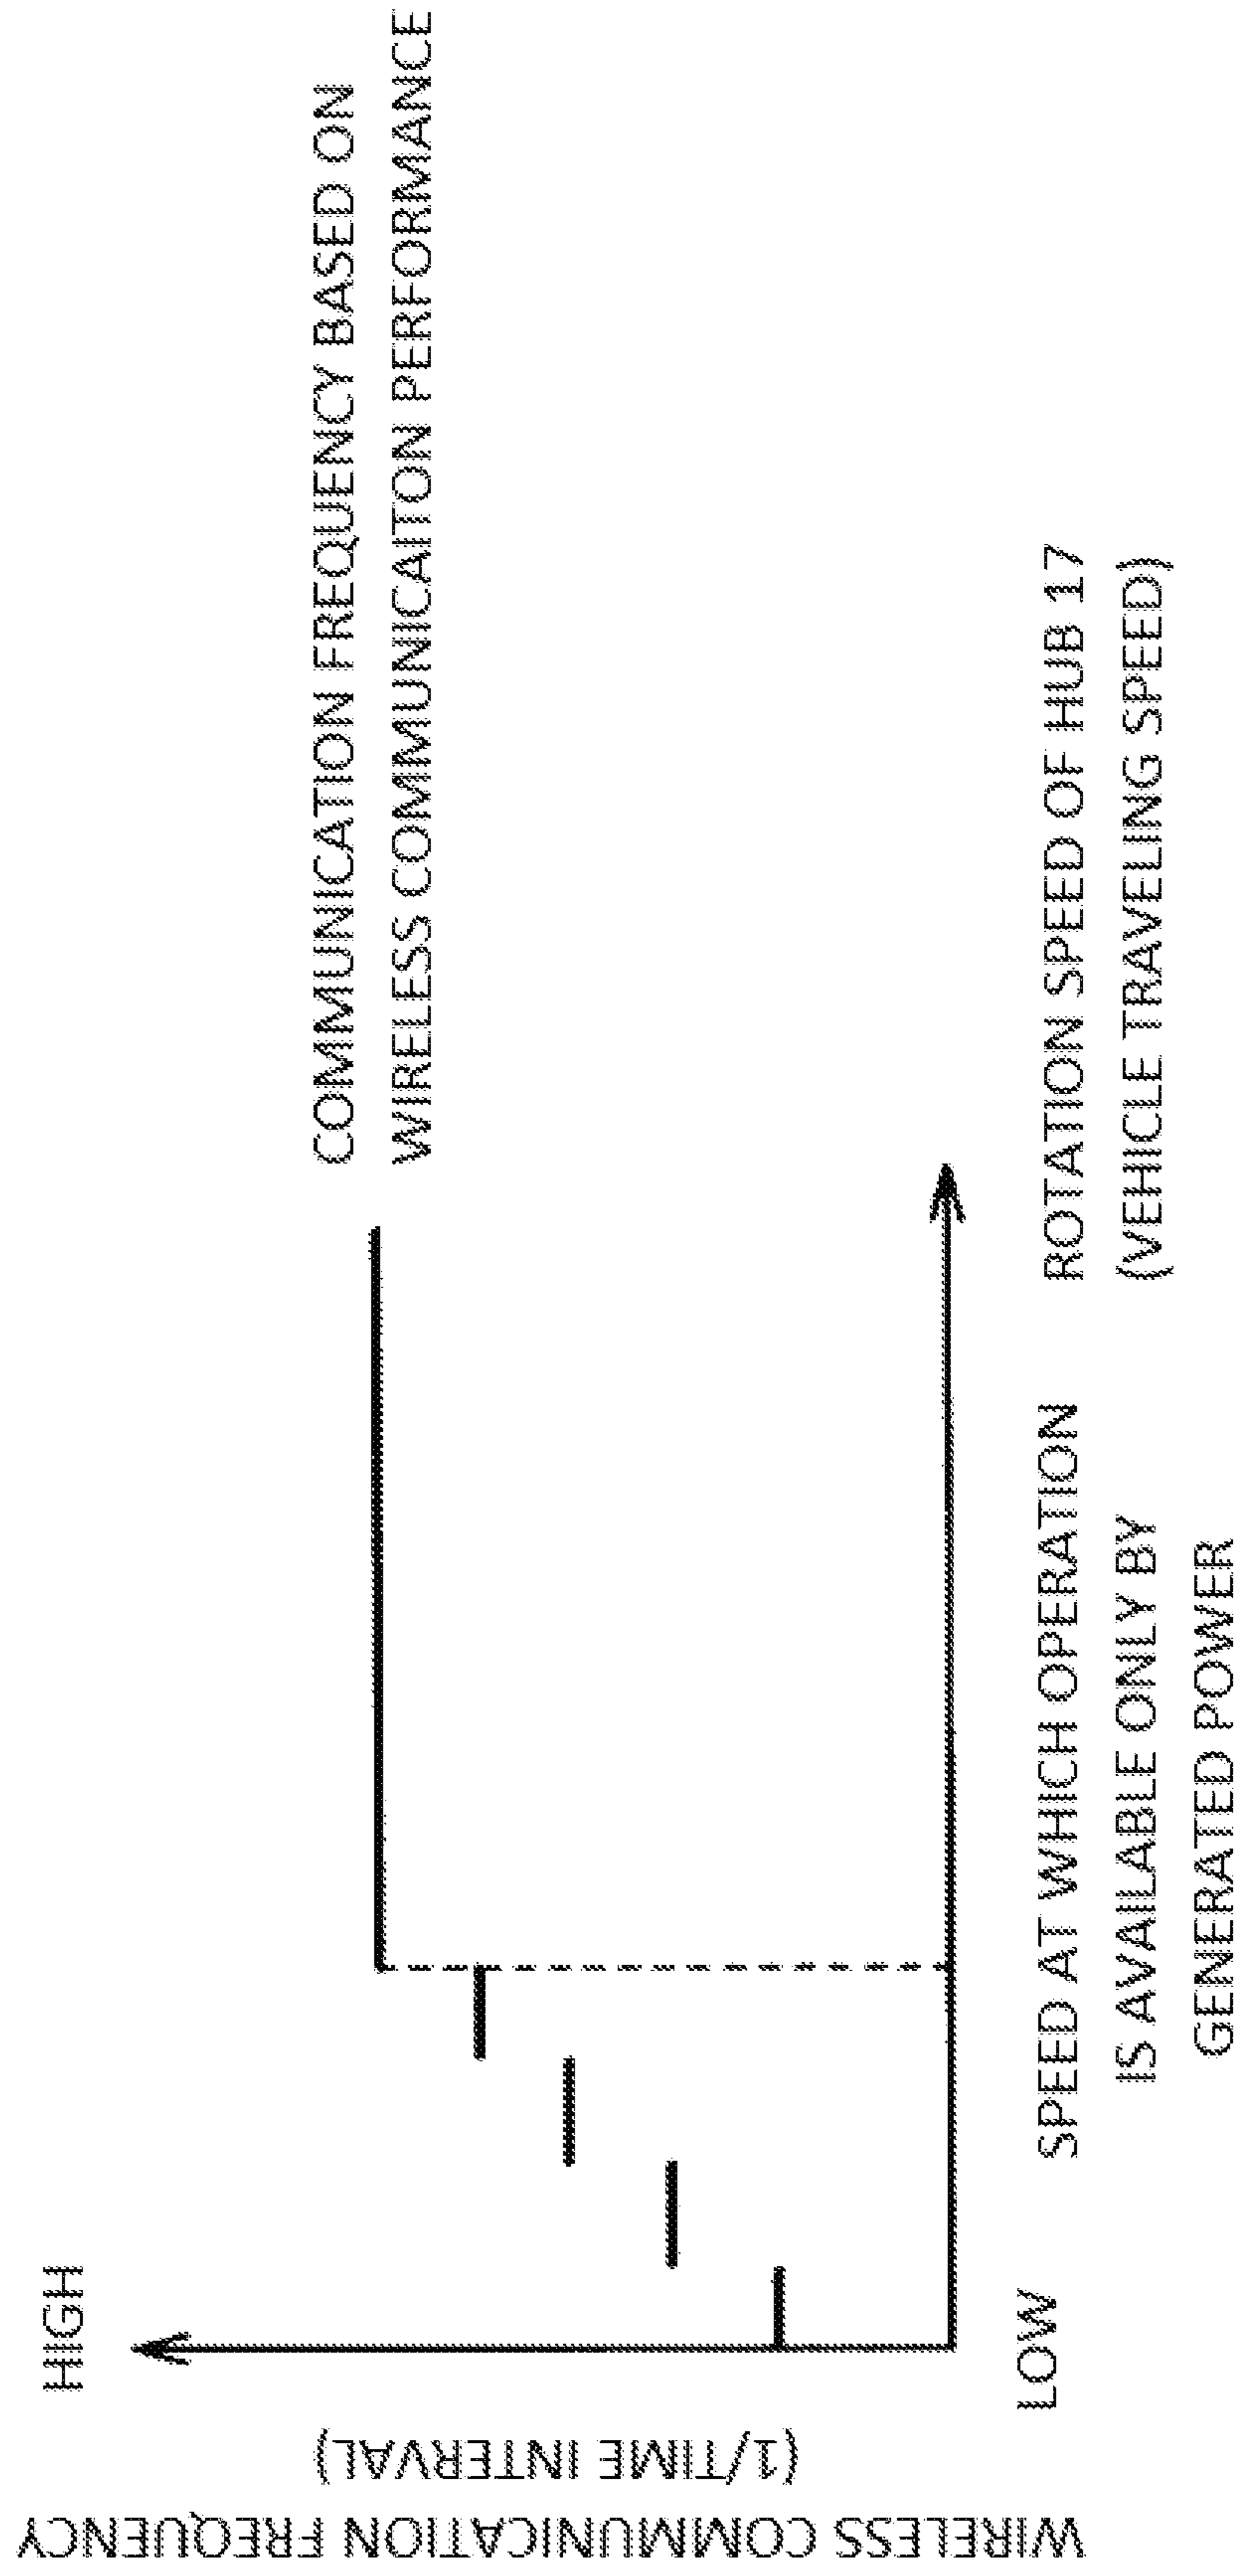 WIRELESS COMMUNICATION FREQUENCY
(1/TIME INTERVAL)
HIGH
COMMUNICATION FREQUENCY BASED ON
WIRELESS COMMUNICAITON PERFORMANCE
LOW
SPEED AT WHICH OPERATION
IS AVAILABLE ONLY BY
GENERATED POWER
ROTATION SPEED OF HUB 17
(VEHICLE TRAVELING SPEED)